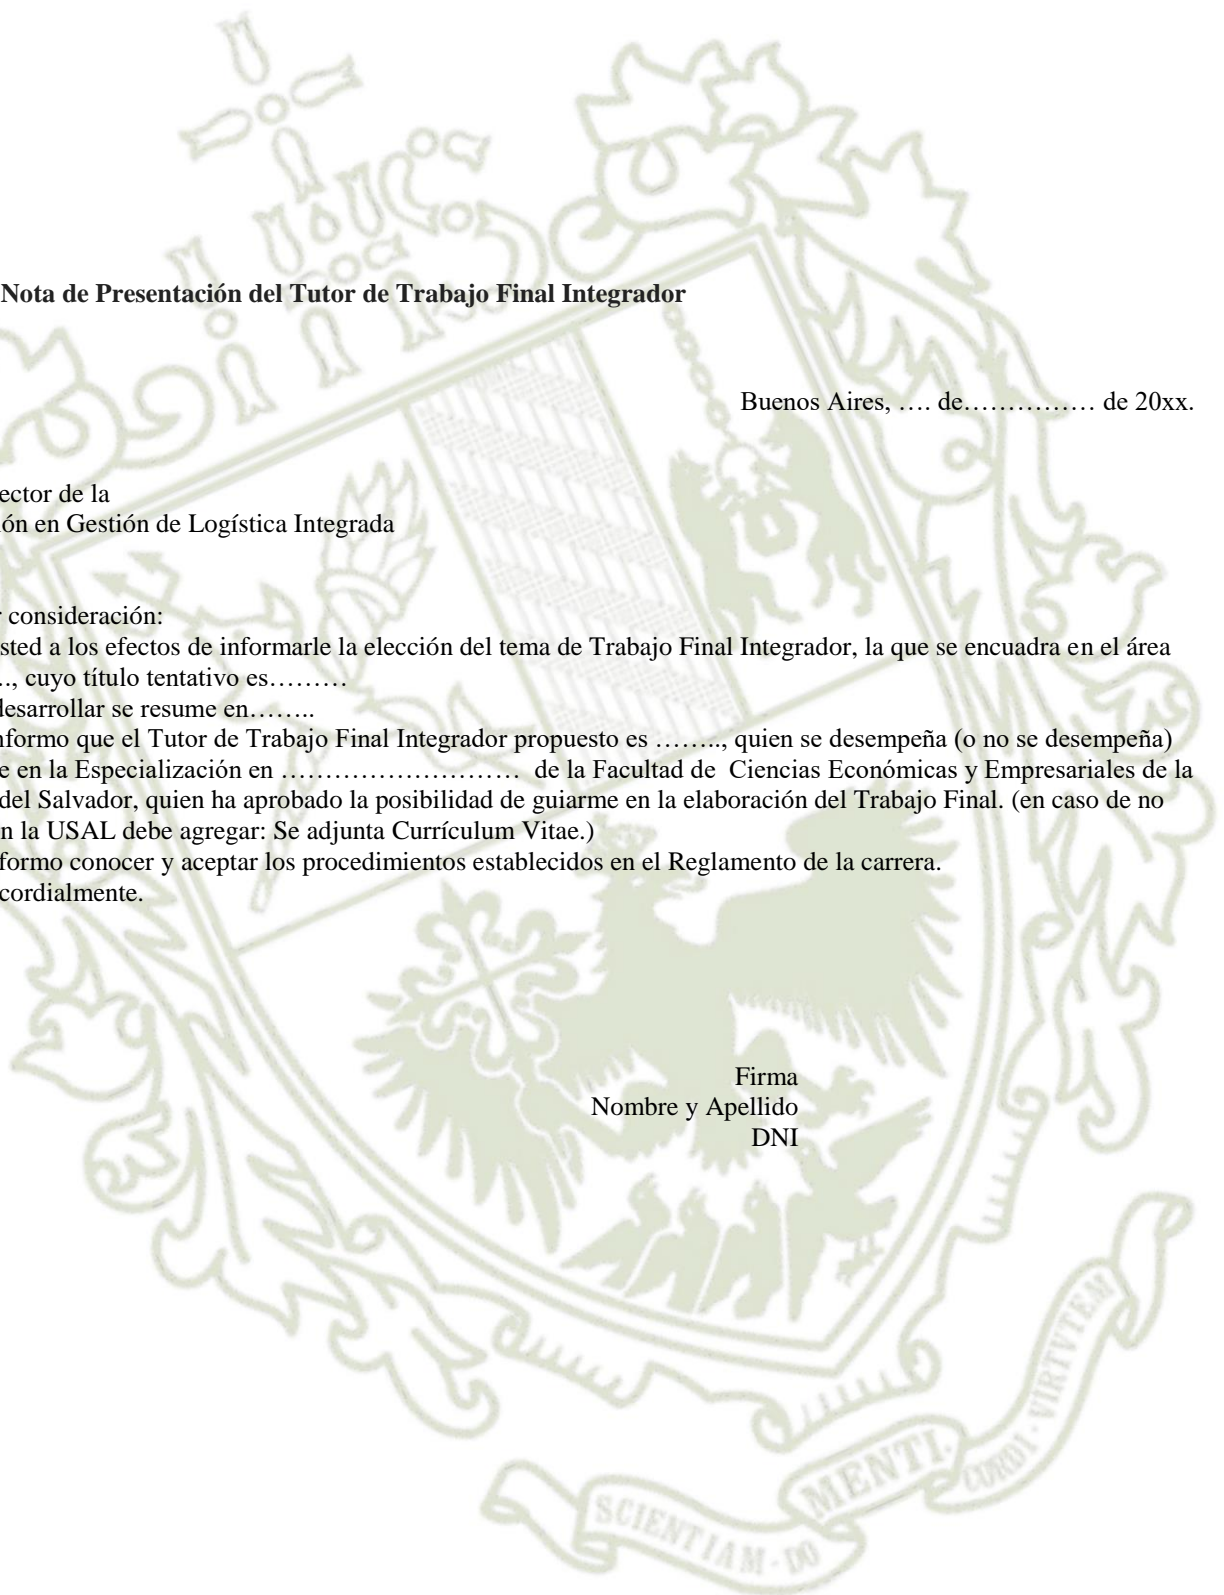 Nota de Presentación del Tutor de Trabajo Final Integrador
Buenos Aires, …. de…………… de 20xx.
ector de la
ión en Gestión de Logística Integrada
r consideración:
sted a los efectos de informarle la elección del tema de Trabajo Final Integrador, la que se encuadra en el área
.., cuyo título tentativo es………
desarrollar se resume en……..
nformo que el Tutor de Trabajo Final Integrador propuesto es …….., quien se desempeña (o no se desempeña)
e en la Especialización en ……………………… de la Facultad de Ciencias Económicas y Empresariales de la
del Salvador, quien ha aprobado la posibilidad de guiarme en la elaboración del Trabajo Final. (en caso de no
n la USAL debe agregar: Se adjunta Currículum Vitae.)
formo conocer y aceptar los procedimientos establecidos en el Reglamento de la carrera.
cordialmente.
Firma
Nombre y Apellido
DNI
SCIENTIAM·DO MENTI· CORDI·VIRTVTEM